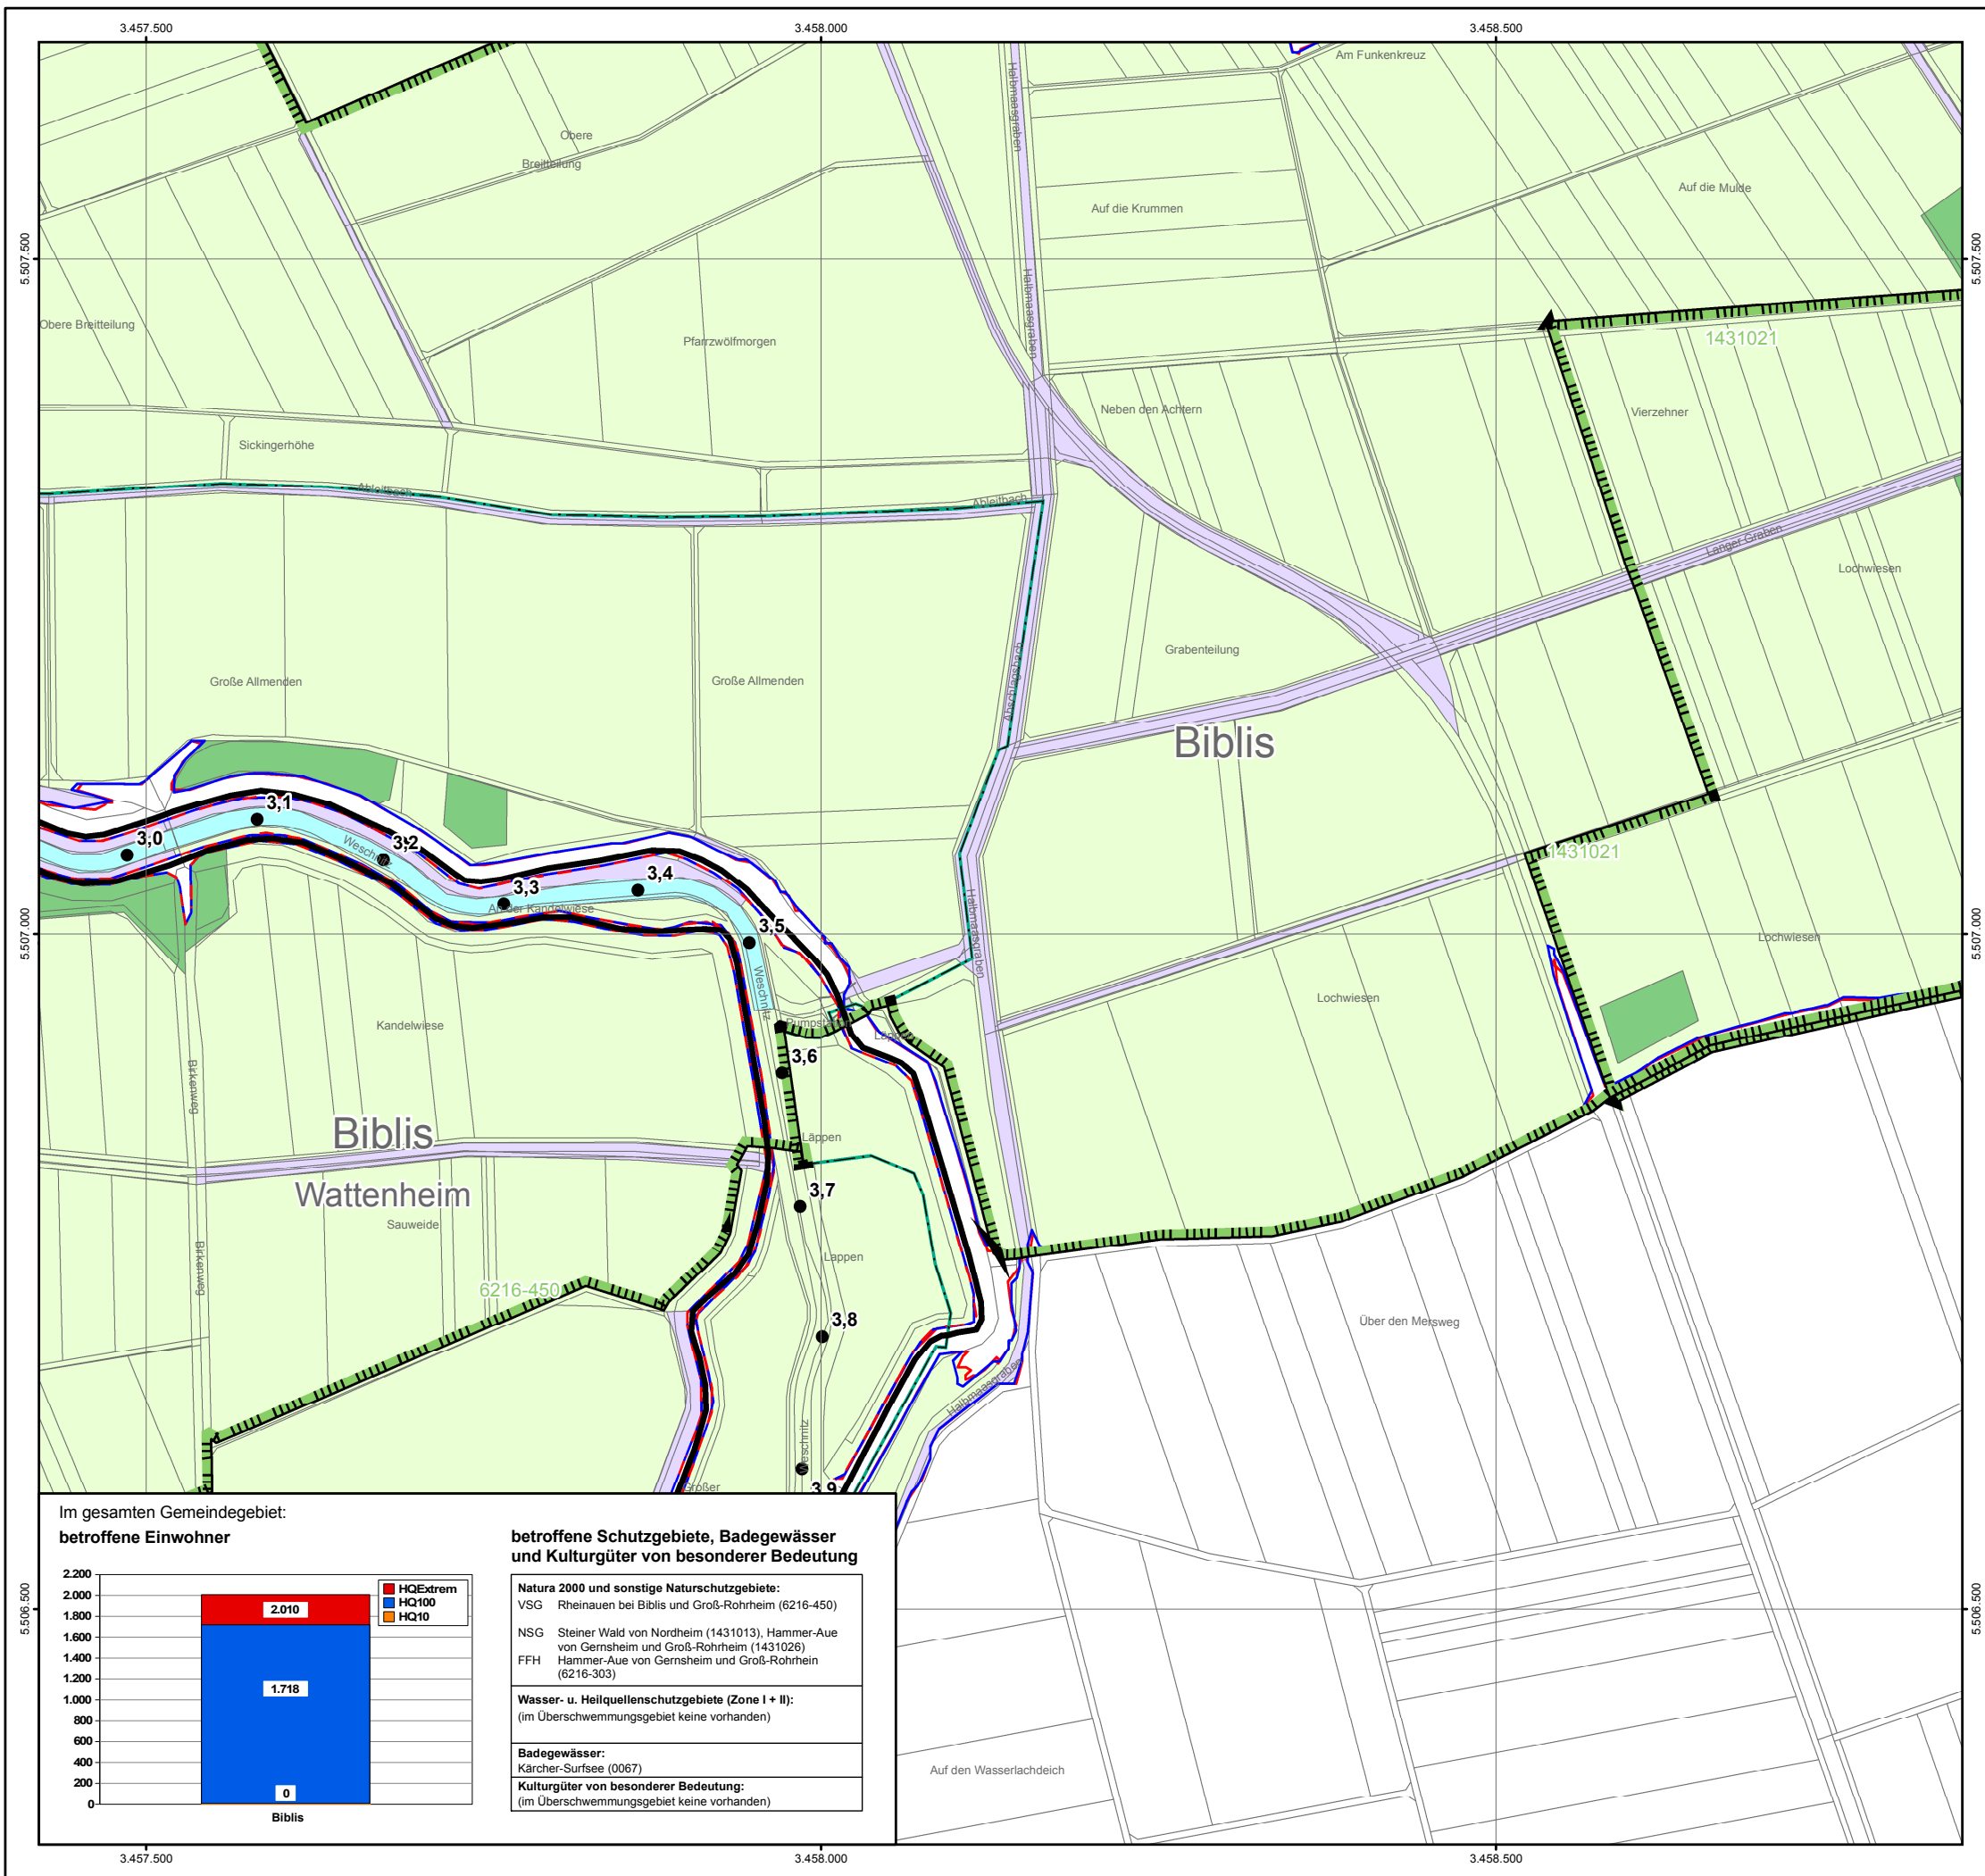 3.457.500
3.458.000
3.458.500
5.507.500
5.507.500
5.507.000
5.507.000
5.506.500
5.506.500
Am Funkenkreuz
Halbmaasgraben
Obere
Breitteilung
Auf die Krummen
Auf die Mulde
Halbmaasgraben
Obere Breitteilung
Pfarrzwölfmorgen
1431021
Neben den Achtern
Vierzehner
Sickingerhöhe
Ableitbach
Ableitbach
Langer Graben
Lochwiesen
Grabenteilung
Große Allmenden
Große Allmenden
Abschlagsbach
Biblis
3,0
3,1
3,2
3,3
3,4
3,5
Weschnitz
An der Kandelwiese
1431021
Halbmaasgraben
Lochwiesen
Weschnitz
Lochwiesen
Kandelwiese
Läppen
3,6
Birkenweg
Biblis
Läppen
Wattenheim
3,7
Sauweide
Birkenweg
Lappen
6216-450
3,8
Über den Mersweg
Halbmaasgraben
Weschnitz
3,9
Großer
Auf den Wasserlachdeich
Im gesamten Gemeindegebiet:
betroffene Einwohner
2.200
2.000
1.800
1.600
1.400
1.200
1.000
800
600
400
200
0
HQExtrem
HQ100
HQ10
2.010
1.718
0
Biblis
betroffene Schutzgebiete, Badegewässer
und Kulturgüter von besonderer Bedeutung
Natura 2000 und sonstige Naturschutzgebiete:
VSG Rheinauen bei Biblis und Groß-Rohrheim (6216-450)
NSG Steiner Wald von Nordheim (1431013), Hammer-Aue
von Gernsheim und Groß-Rohrheim (1431026)
FFH Hammer-Aue von Gernsheim und Groß-Rohrhein
(6216-303)
Wasser- u. Heilquellenschutzgebiete (Zone I + II):
(im Überschwemmungsgebiet keine vorhanden)
Badegewässer:
Kärcher-Surfsee (0067)
Kulturgüter von besonderer Bedeutung:
(im Überschwemmungsgebiet keine vorhanden)
3.457.500
3.458.000
3.458.500